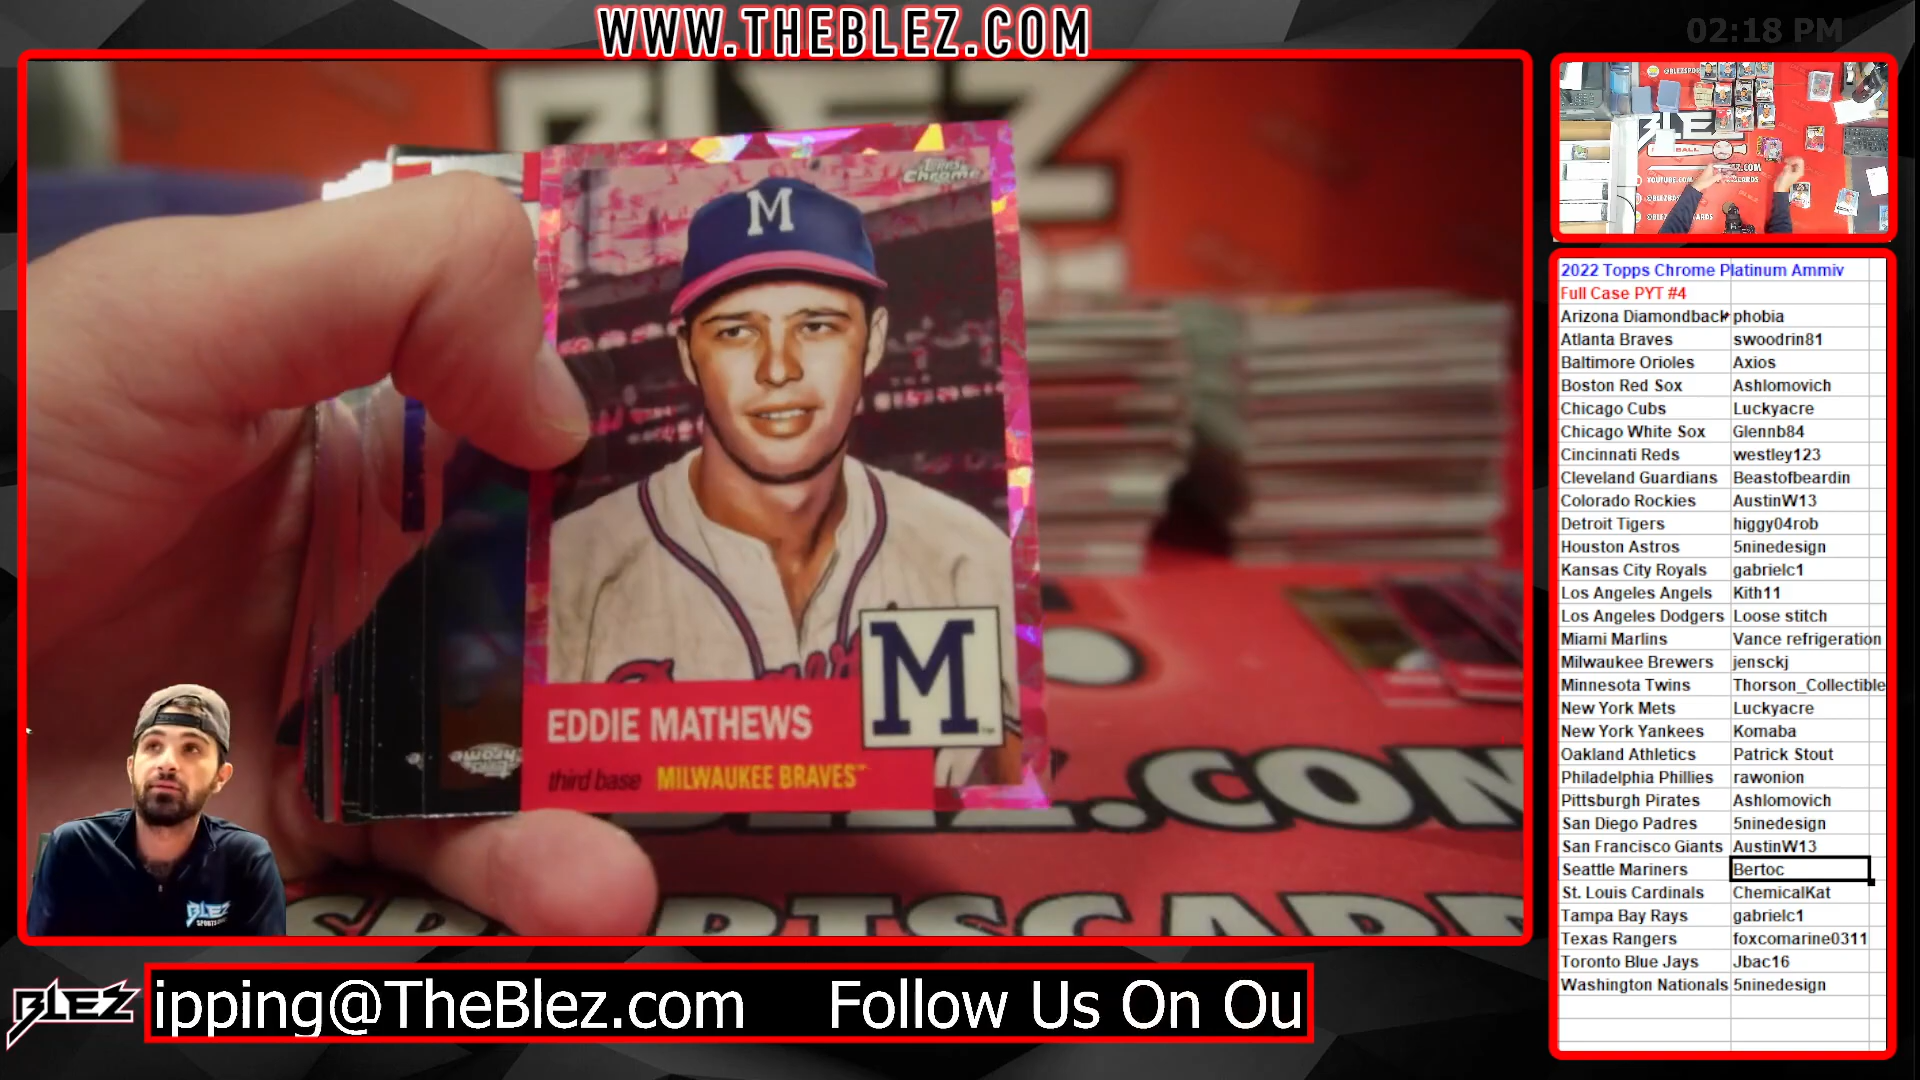 WWW.THEBLEZ.COM
02:18 PM
M
Topps
Chrome
M
EDDIE MATHEWS
third base MILWAUKEE BRAVES
BLEZ
2022 Topps Chrome Platinum Ammiv
Full Case PYT #4
Arizona Diamondback phobia
Atlanta Braves swoodrin81
Baltimore Orioles Axios
Boston Red Sox Ashlomovich
Chicago Cubs Luckyacre
Chicago White Sox Glennb84
Cincinnati Reds westley123
Cleveland Guardians Beastofbeardin
Colorado Rockies AustinW13
Detroit Tigers higgy04rob
Houston Astros 5ninedesign
Kansas City Royals gabrielc1
Los Angeles Angels Kith11
Los Angeles Dodgers Loose stitch
Miami Marlins Vance refrigeration
Milwaukee Brewers jensckj
Minnesota Twins Thorson_Collectible
New York Mets Luckyacre
New York Yankees Komaba
Oakland Athletics Patrick Stout
Philadelphia Phillies rawonion
Pittsburgh Pirates Ashlomovich
San Diego Padres 5ninedesign
San Francisco Giants AustinW13
Seattle Mariners Bertoc
St. Louis Cardinals ChemicalKat
Tampa Bay Rays gabrielc1
Texas Rangers foxcomarine0311
Toronto Blue Jays Jbac16
Washington Nationals 5ninedesign
BLEZ
ipping@TheBlez.com Follow Us On Ou